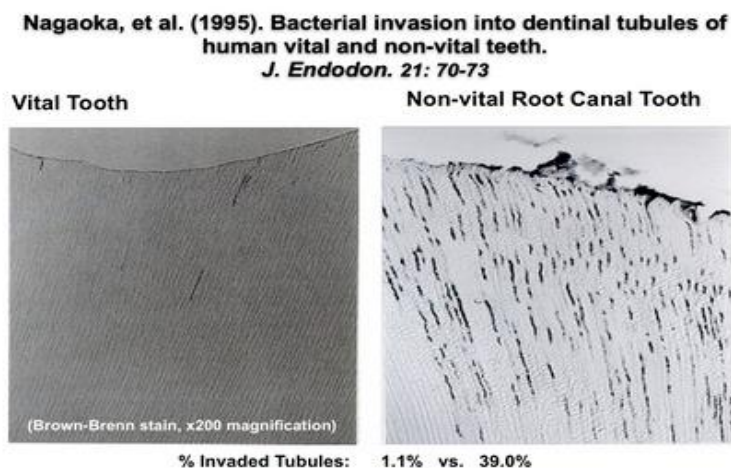 Nagaoka, et al. (1995). Bacterial invasion into dentinal tubules of
human vital and non-vital teeth.
J. Endodon. 21: 70-73
Vital Tooth
Non-vital Root Canal Tooth
(Brown-Brenn stain, x200 magnification)
% Invaded Tubules: 1.1% vs. 39.0%